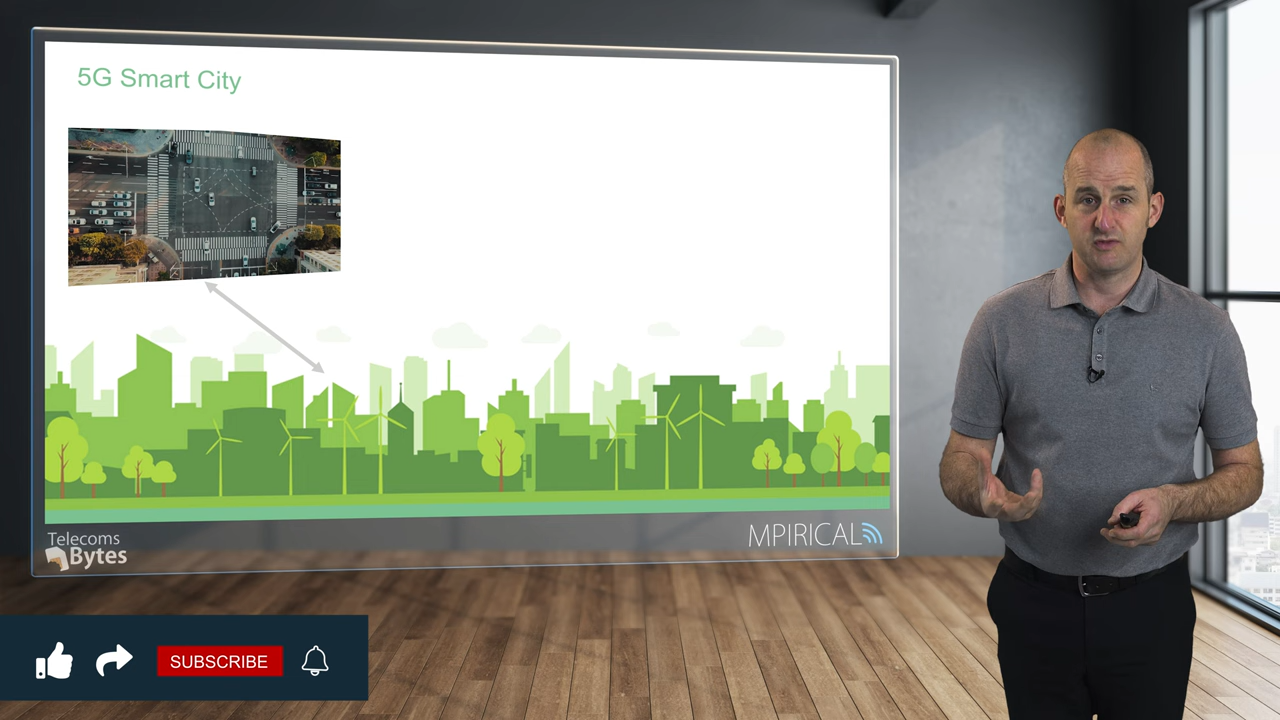 5G Smart City
Telecoms
Bytes
MPIRICAL
SUBSCRIBE